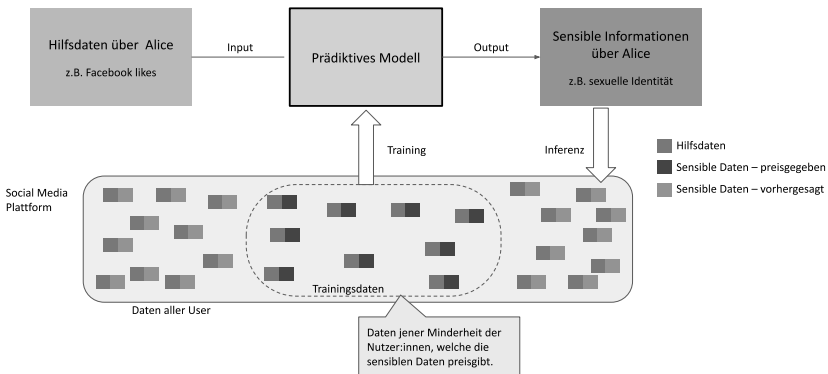 Hilfsdaten über Alice
z.B. Facebook likes
Input
Prädiktives Modell
Output
Sensible Informationen
über Alice
z.B. sexuelle Identität
Training
Inferenz
Hilfsdaten
Sensible Daten – preisgegeben
Sensible Daten – vorhergesagt
Social Media
Plattform
Trainingsdaten
Daten aller User
Daten jener Minderheit der
Nutzer:innen, welche die
sensiblen Daten preisgibt.